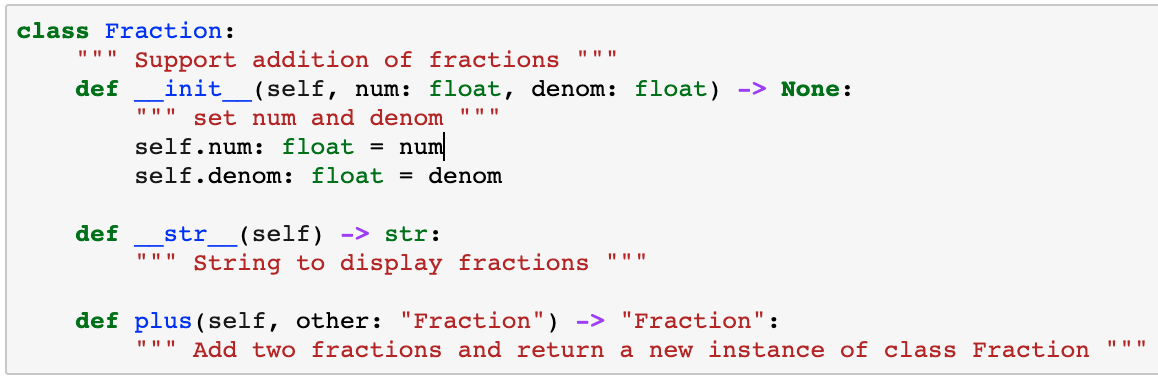 class Fraction:
    """ Support addition of fractions """
    def __init__(self, num: float, denom: float) -> None:
        """ set num and denom """
        self.num: float = num
        self.denom: float = denom

    def __str__(self) -> str:
        """ String to display fractions """

    def plus(self, other: "Fraction") -> "Fraction":
        """ Add two fractions and return a new instance of class Fraction """